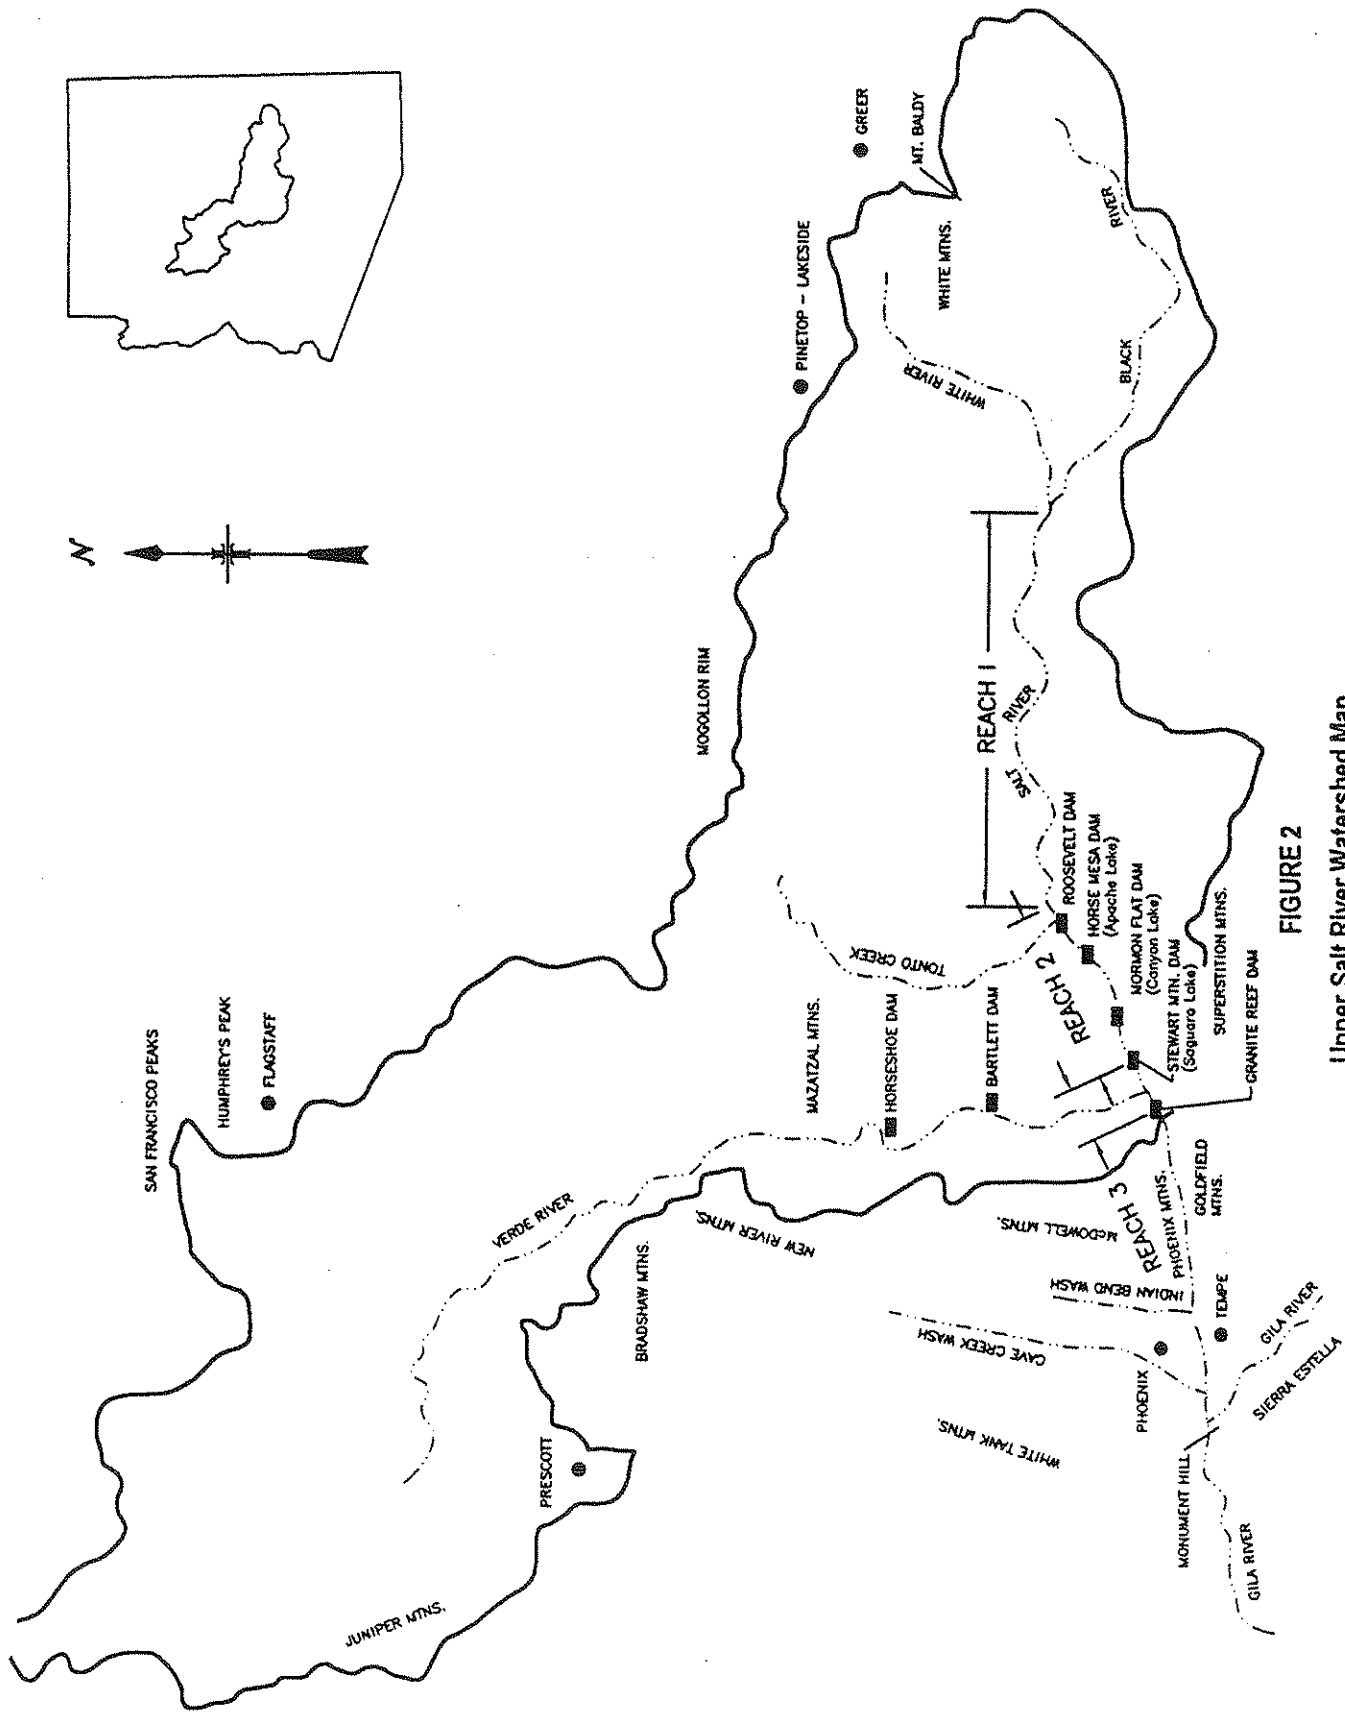 N
SAN FRANCISCO PEAKS
HUMPHREY'S PEAK
FLAGSTAFF
JUNIPER MTNS.
PRESCOTT
VERDE RIVER
BRADSHAW MTNS.
NEW RIVER MTNS.
MOGOLLON RIM
PINETOP - LAKESIDE
GREER
MT. BALDY
WHITE MTNS.
WHITE RIVER
BLACK
RIVER
MAZATZAL MTNS.
HORSESHOE DAM
BARTLETT DAM
TONTO CREEK
REACH 1
SALT
RIVER
ROOSEVELT DAM
HORSE MESA DAM
(Apache Lake)
REACH 2
MORMON FLAT DAM
(Canyon Lake)
STEWART MTN. DAM
(Saguaro Lake)
SUPERSTITION MTNS.
GRANITE REEF DAM
WHITE TANK MTNS.
CAVE CREEK WASH
INDIAN BEND WASH
McDOWELL MTNS.
REACH 3
PHOENIX MTNS.
GOLDFIELD
MTNS.
PHOENIX
TEMPE
MONUMENT HILL
GILA RIVER
GILA RIVER
SIERRA ESTELLA
FIGURE 2
Upper Salt River Watershed Map